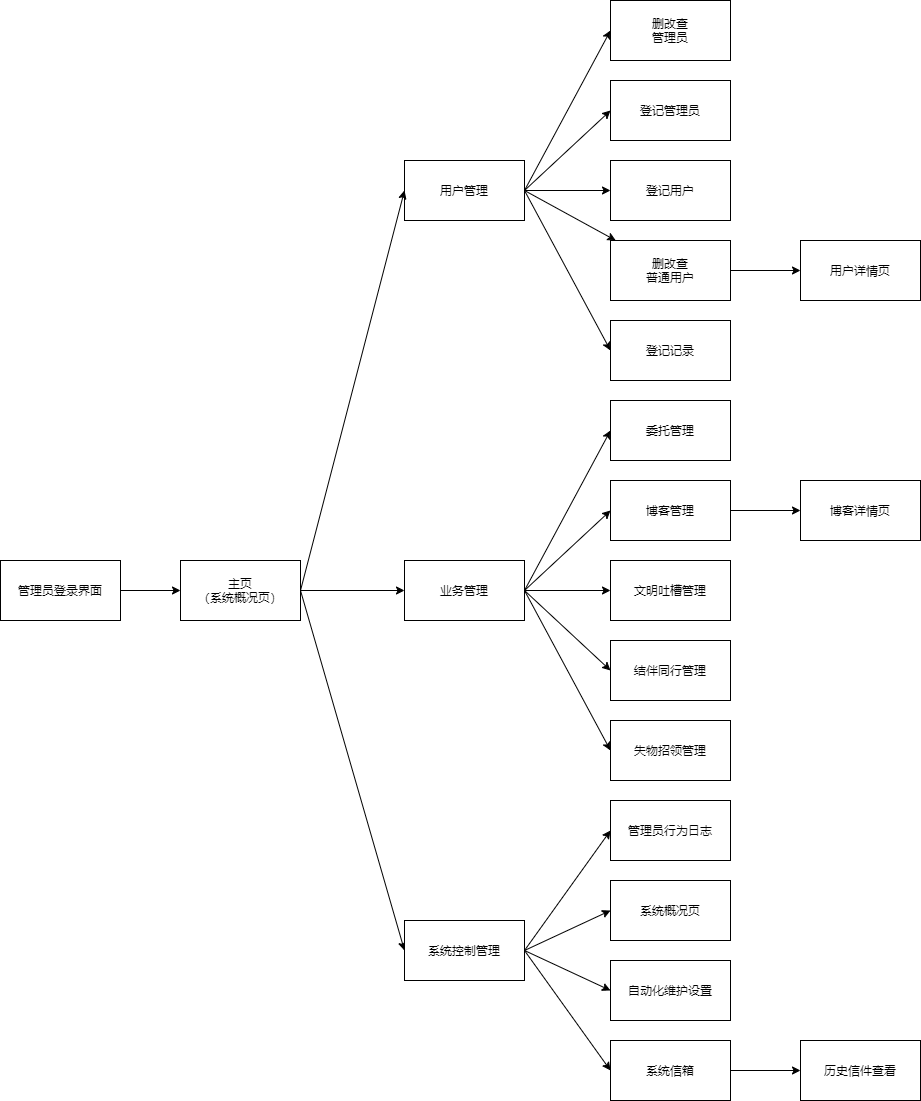 删改查
管理员
登记管理员
用户管理
登记用户
删改查
普通用户
用户详情页
登记记录
委托管理
博客管理
博客详情页
管理员登录界面
主页
（系统概况页）
业务管理
文明吐槽管理
结伴同行管理
失物招领管理
管理员行为日志
系统概况页
系统控制管理
自动化维护设置
系统信箱
历史信件查看